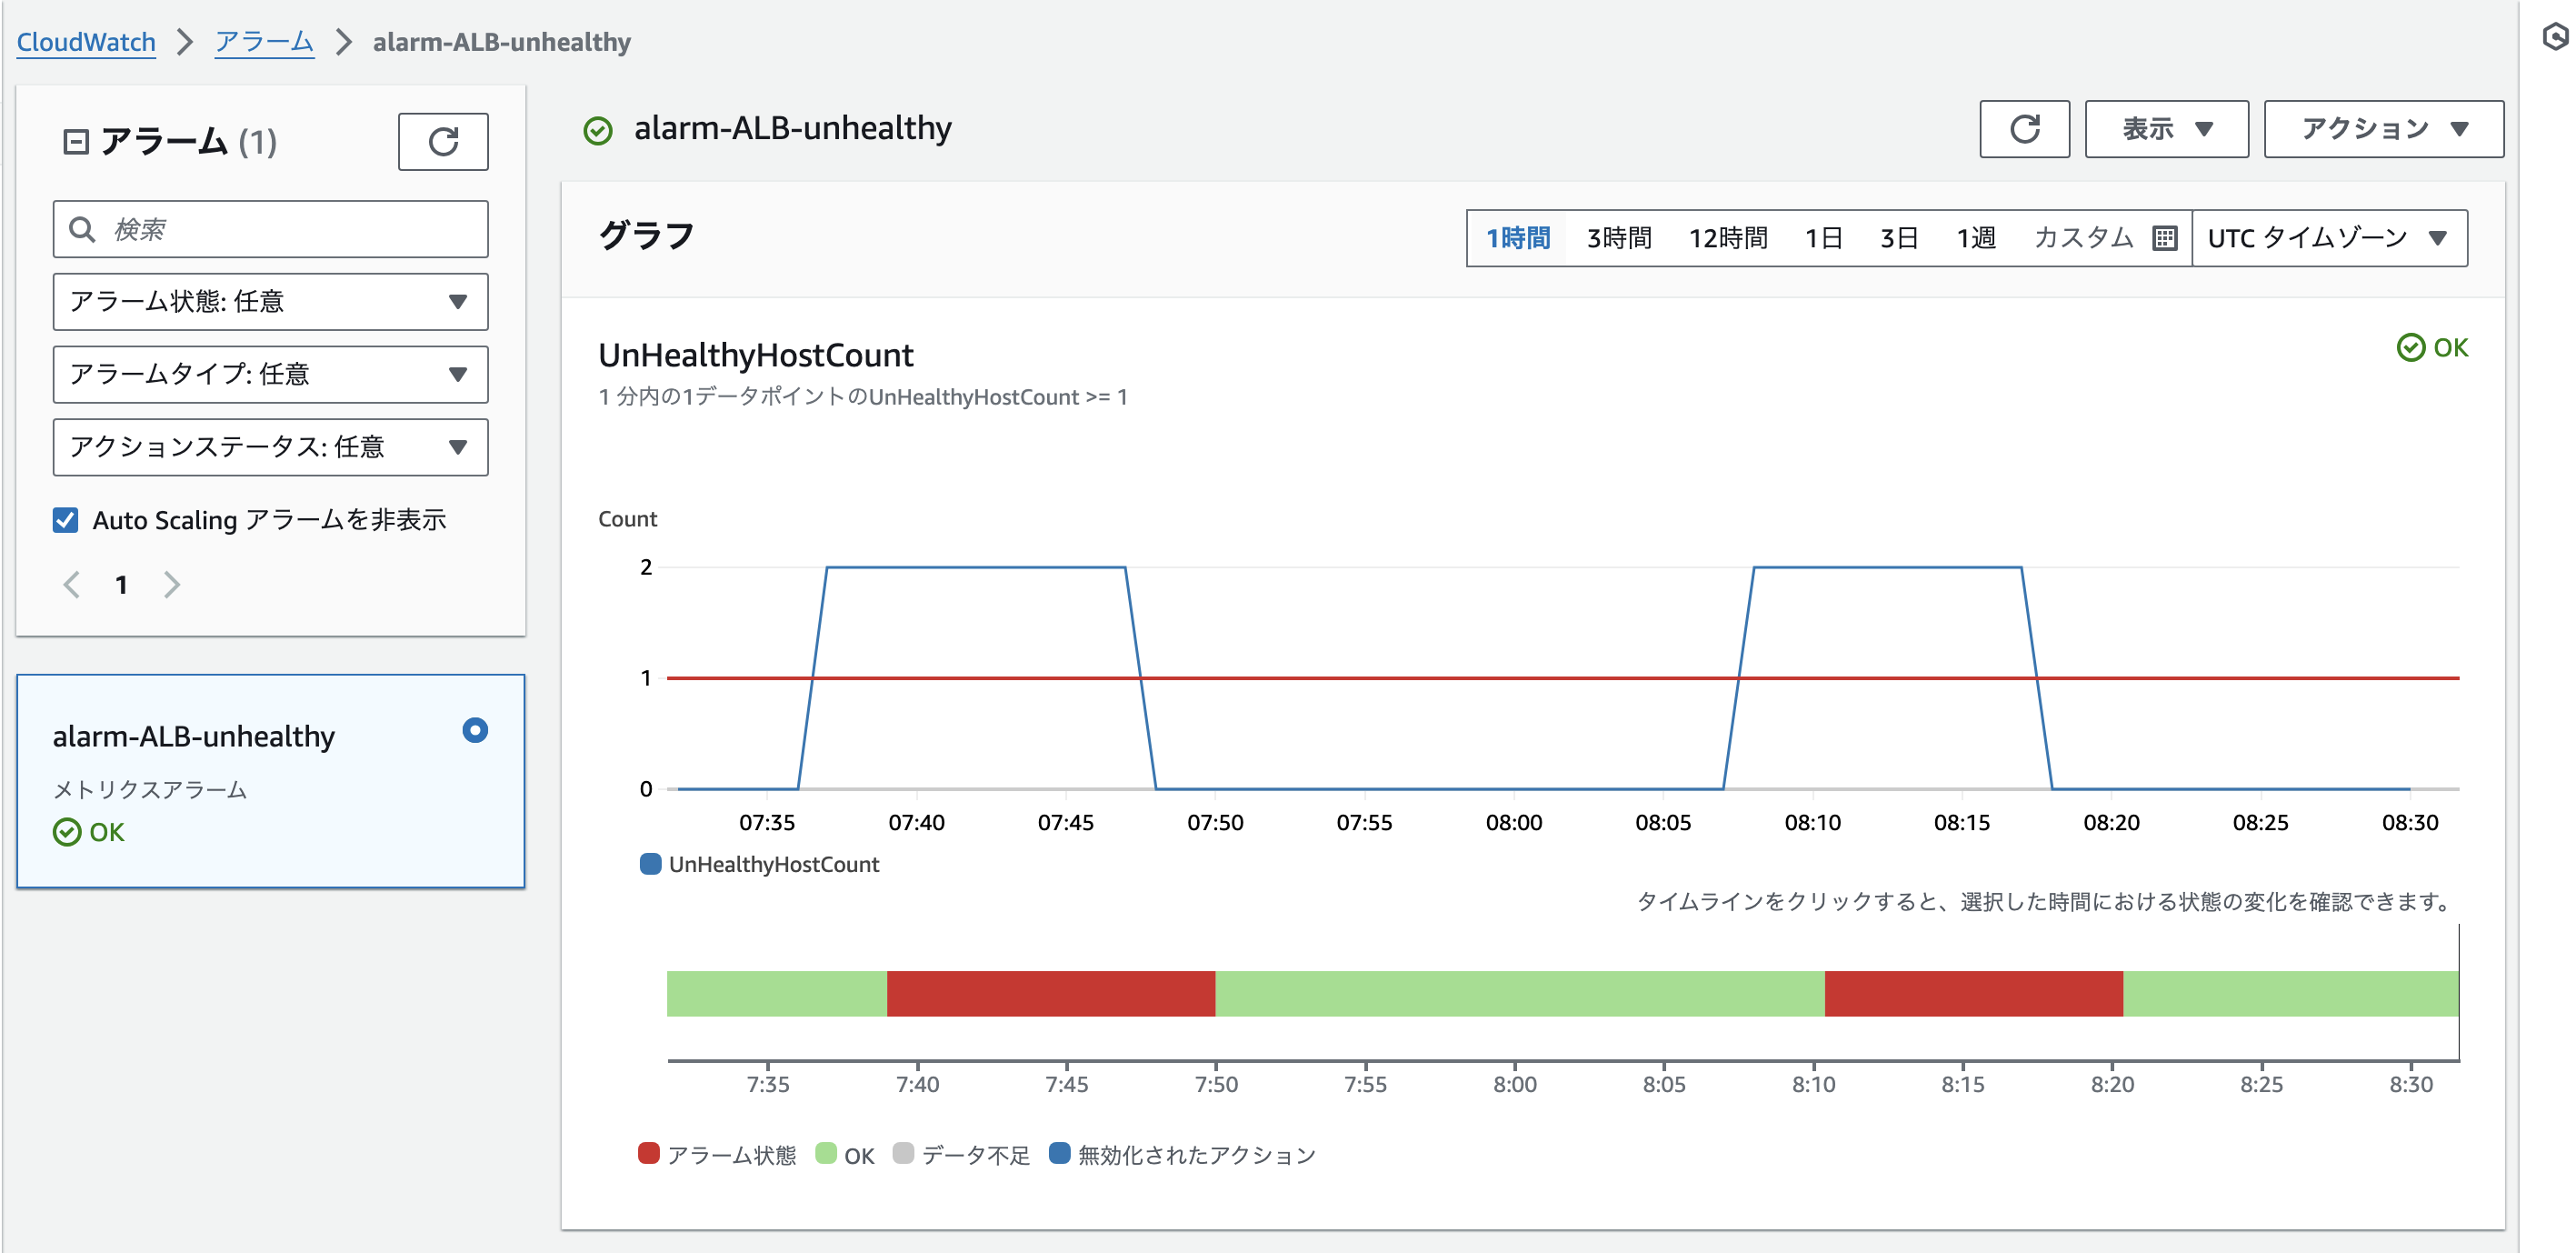 CloudWatch > アラーム > alarm-ALB-unhealthy
アラーム (1)
検索
アラーム状態: 任意
アラームタイプ: 任意
アクションステータス: 任意
Auto Scaling アラームを非表示
1
alarm-ALB-unhealthy
メトリクスアラーム
OK
alarm-ALB-unhealthy
表示
アクション
グラフ
1時間 3時間 12時間 1日 3日 1週 カスタム UTC タイムゾーン
UnHealthyHostCount
OK
1 分内の1データポイントのUnHealthyHostCount >= 1
Count
2
1
0
07:35 07:40 07:45 07:50 07:55 08:00 08:05 08:10 08:15 08:20 08:25 08:30
UnHealthyHostCount
タイムラインをクリックすると、選択した時間における状態の変化を確認できます。
7:35 7:40 7:45 7:50 7:55 8:00 8:05 8:10 8:15 8:20 8:25 8:30
アラーム状態 OK データ不足 無効化されたアクション